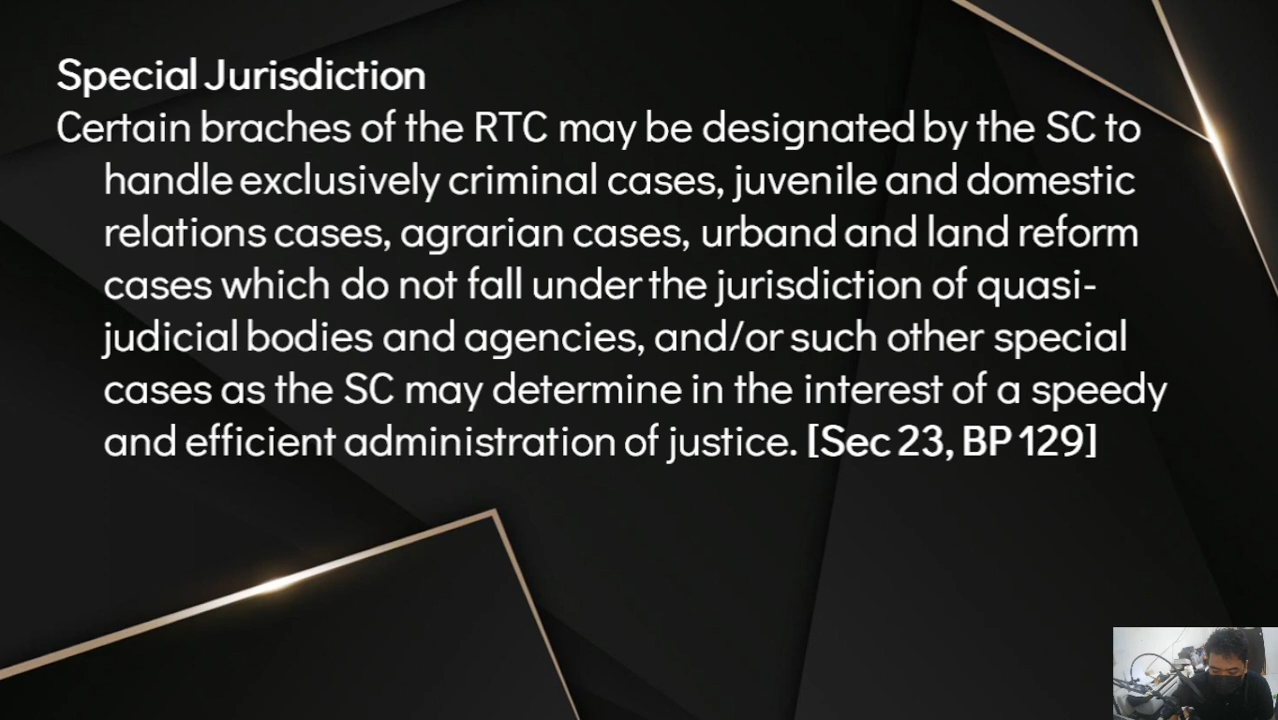 Special Jurisdiction
Certain braches of the RTC may be designated by the SC to
handle exclusively criminal cases, juvenile and domestic
relations cases, agrarian cases, urband and land reform
cases which do not fall under the jurisdiction of quasi-
judicial bodies and agencies, and/or such other special
cases as the SC may determine in the interest of a speedy
and efficient administration of justice. [Sec 23, BP 129]